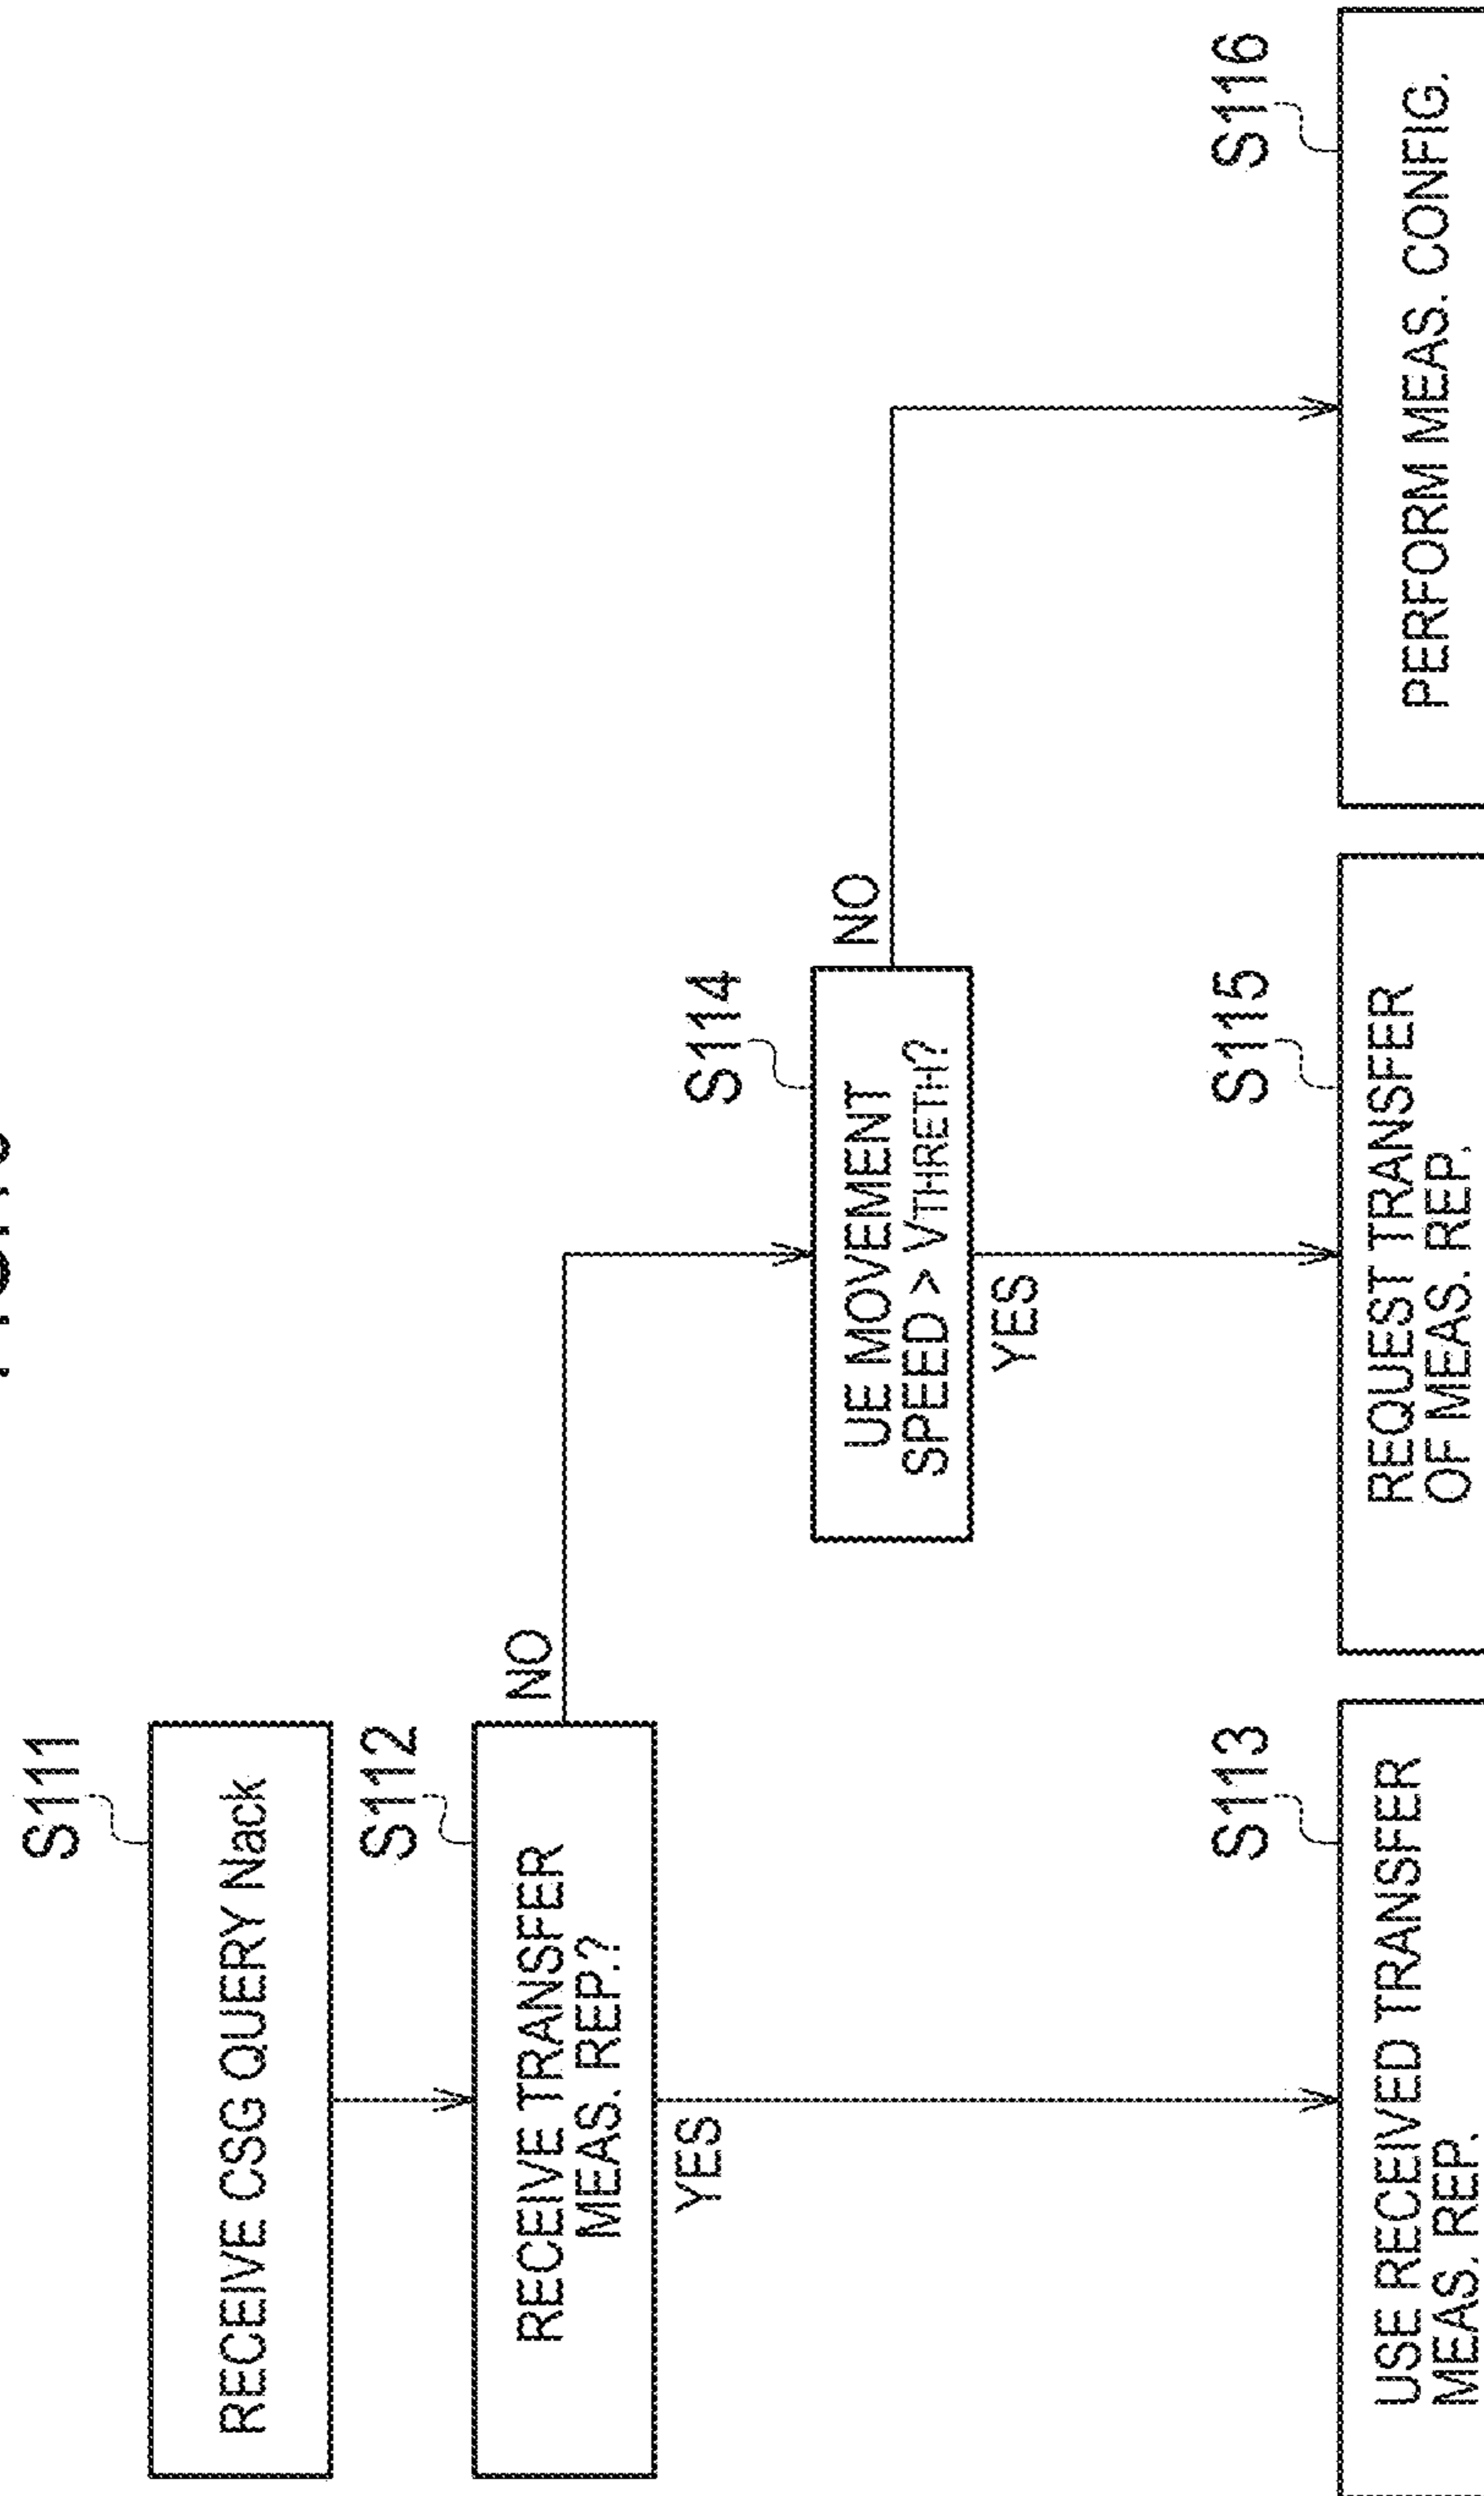 S111
RECEIVE CSG QUERY Nack
S112
RECEIVE TRANSFER
MEAS. REP.?
NO
YES
S114
UE MOVEMENT
SPEED > VTHRETH?
NO
YES
S113
USE RECEIVED TRANSFER
MEAS. REP.
S115
REQUEST TRANSFER
OF MEAS. REP.
S116
PERFORM MEAS. CONFIG.